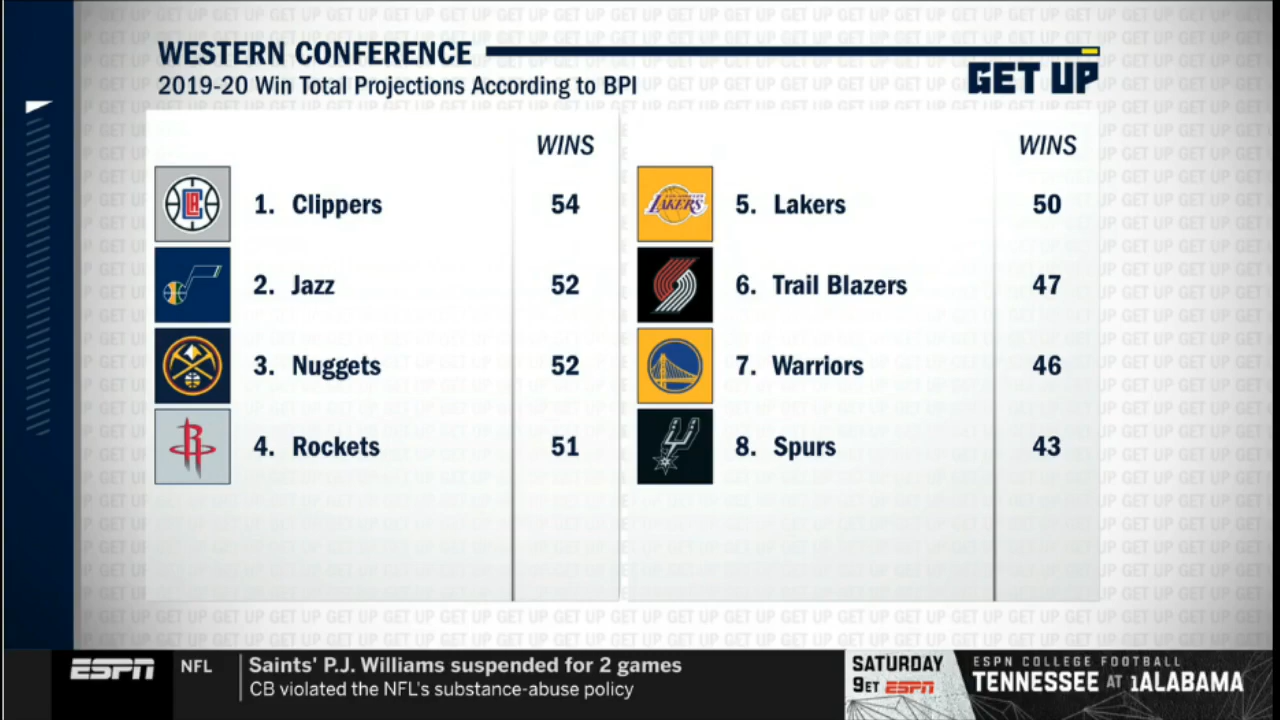 WESTERN CONFERENCE
2019-20 Win Total Projections According to BPI
GET UP
WINS
1. Clippers 54
2. Jazz 52
3. Nuggets 52
4. Rockets 51
WINS
5. Lakers 50
6. Trail Blazers 47
7. Warriors 46
8. Spurs 43
ESPN
NFL
Saints' P.J. Williams suspended for 2 games
CB violated the NFL's substance-abuse policy
SATURDAY
9ET ESPN
ESPN COLLEGE FOOTBALL
TENNESSEE AT 1ALABAMA